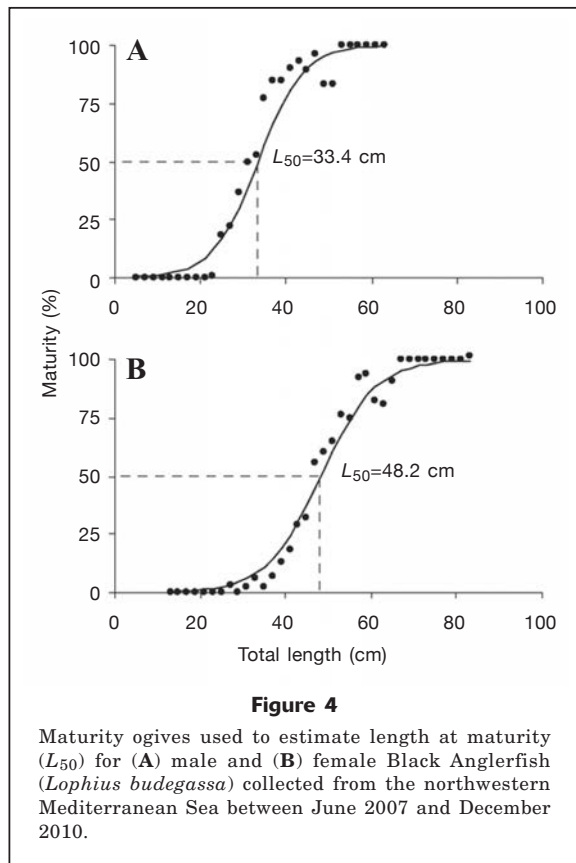 A
100
75
50
25
0
L50=33.4 cm
0 20 40 60 80 100
Maturity (%)
B
100
75
50
25
0
L50=48.2 cm
0 20 40 60 80 100
Total length (cm)
Figure 4
Maturity ogives used to estimate length at maturity
(L50) for (A) male and (B) female Black Anglerfish
(Lophius budegassa) collected from the northwestern
Mediterranean Sea between June 2007 and December
2010.